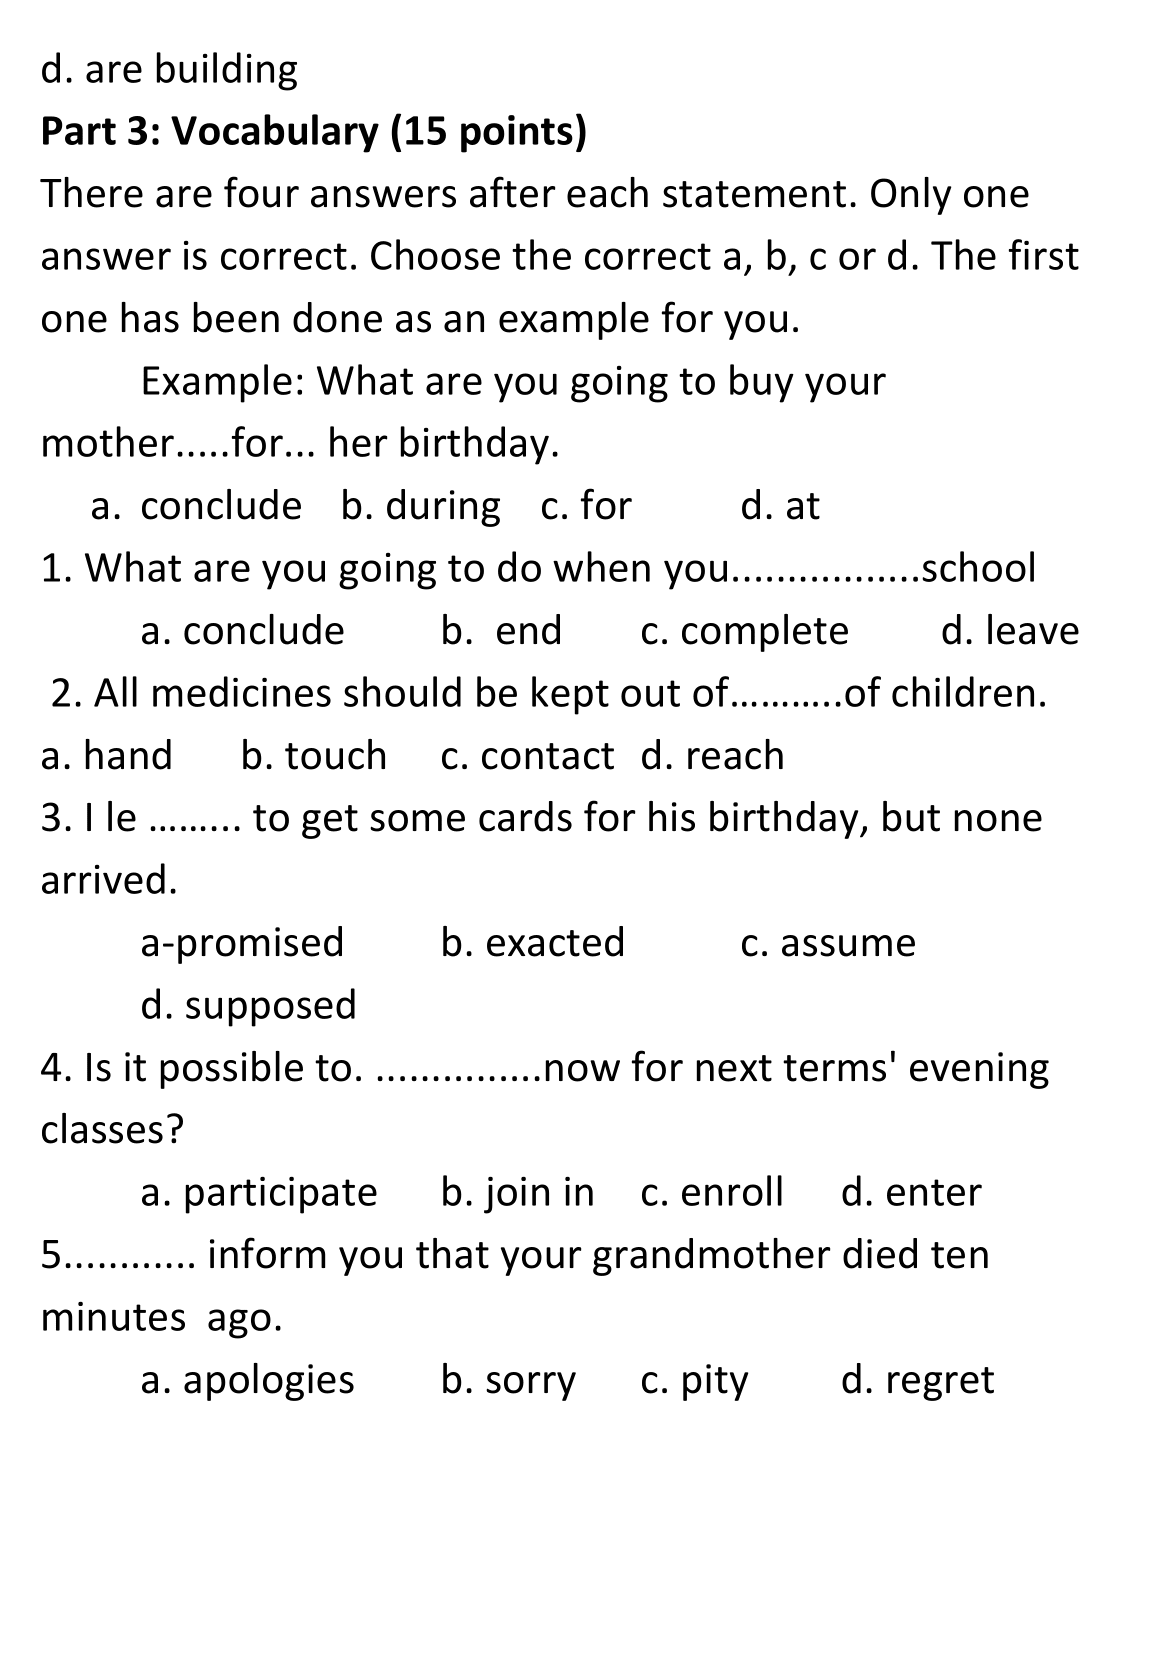 d. are building
Part 3: Vocabulary (15 points)
There are four answers after each statement. Only one
answer is correct. Choose the correct a, b, c or d. The first
one has been done as an example for you.
Example: What are you going to buy your
mother.....for... her birthday.
a. conclude b. during c. for d. at
1. What are you going to do when you.................school
a. conclude b. end c. complete d. leave
2. All medicines should be kept out of...........of children.
a. hand b. touch c. contact d. reach
3. I le ......... to get some cards for his birthday, but none
arrived.
a-promised b. exacted c. assume
d. supposed
4. Is it possible to. ...............now for next terms' evening
classes?
a. participate b. join in c. enroll d. enter
5............ inform you that your grandmother died ten
minutes ago.
a. apologies b. sorry c. pity d. regret